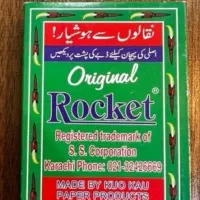 نقالوں سے ہوشیار!
اصلی کی پہچان کیلئے ڈبے کی پشت پر دیکھیں
Original
Rocket®
Registered trademark of
S. S. Corporation
Karachi Phone: 021-32426669
MADE BY KUO KAU
PAPER PRODUCTS